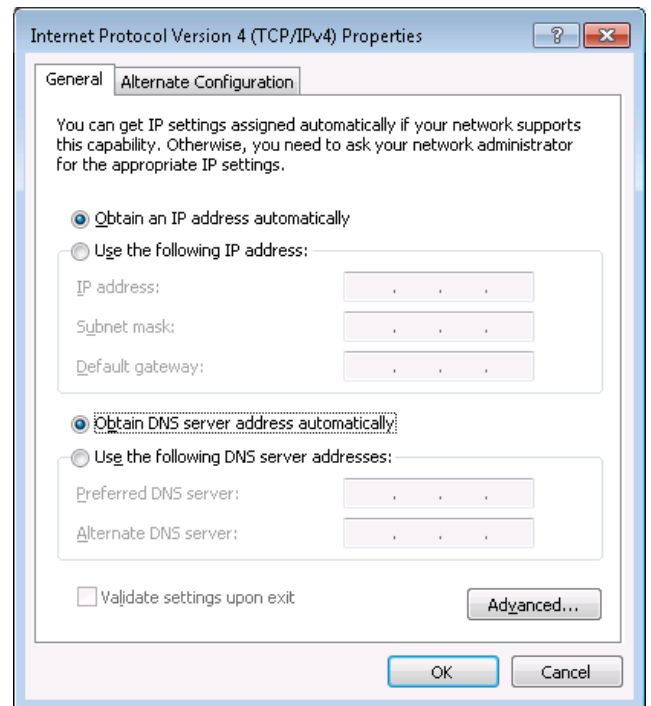 Internet Protocol Version 4 (TCP/IPv4) Properties
General
Alternate Configuration
You can get IP settings assigned automatically if your network supports
this capability. Otherwise, you need to ask your network administrator
for the appropriate IP settings.
Obtain an IP address automatically
Use the following IP address:
IP address:
Subnet mask:
Default gateway:
Obtain DNS server address automatically
Use the following DNS server addresses:
Preferred DNS server:
Alternate DNS server:
Validate settings upon exit
Advanced...
OK
Cancel